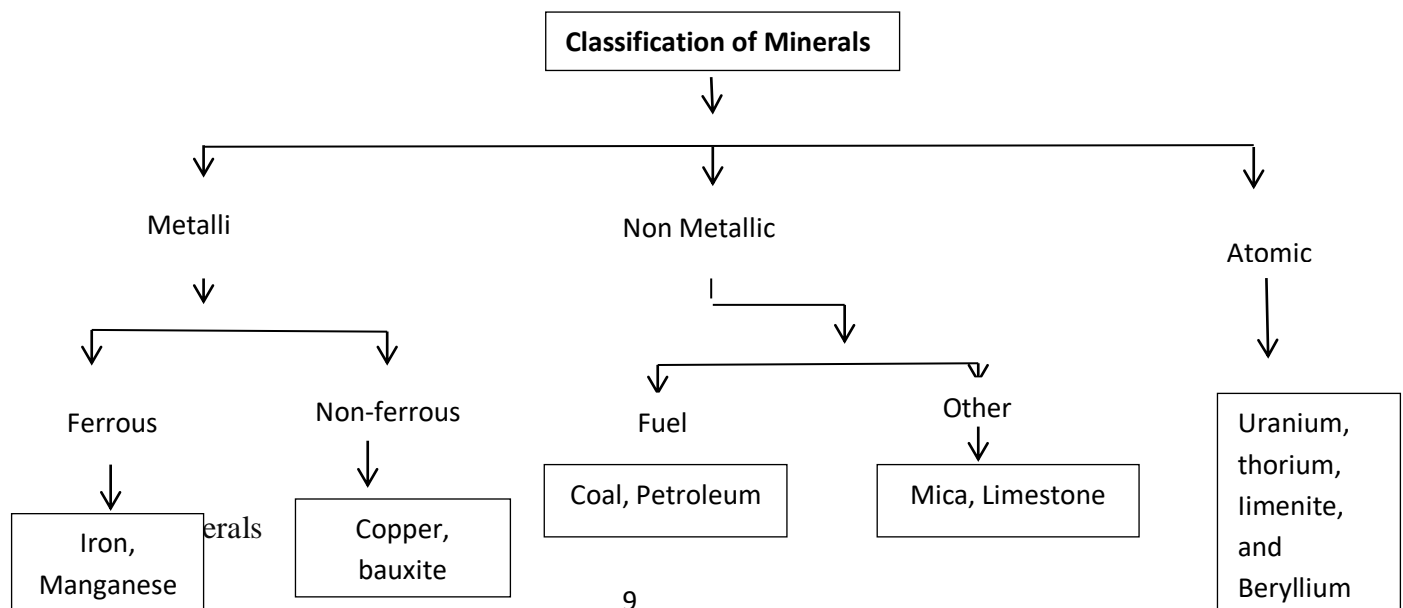 Classification of Minerals
Metalli
Non Metallic
Atomic
Ferrous
Non-ferrous
Fuel
Other
Iron,
Manganese
Copper,
bauxite
Coal, Petroleum
Mica, Limestone
Uranium,
thorium,
limenite,
and
Beryllium
erals
9